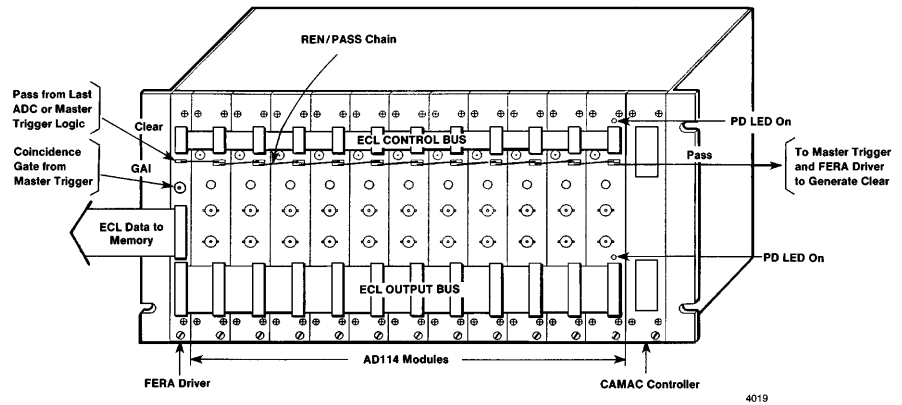 REN/PASS Chain
Pass from Last
ADC or Master
Trigger Logic
Clear
PD LED On
ECL CONTROL BUS
Coincidence
Gate from
Master Trigger
GAI
Pass
To Master Trigger
and FERA Driver
to Generate Clear
ECL Data to
Memory
PD LED On
ECL OUTPUT BUS
AD114 Modules
FERA Driver
CAMAC Controller
4019